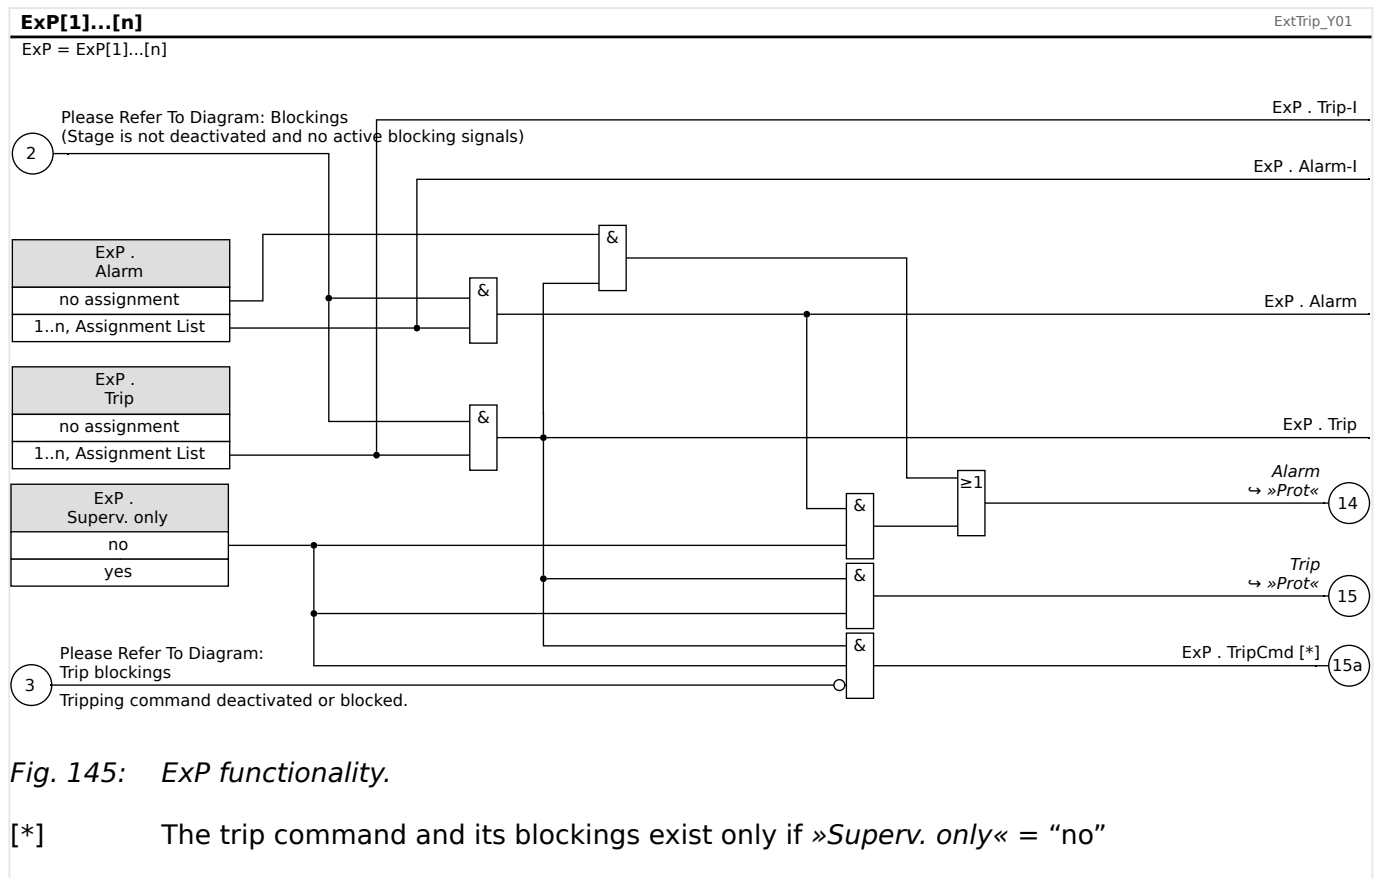 ExP[1]...[n]
ExtTrip_Y01
ExP = ExP[1]...[n]
ExP . Trip-I
Please Refer To Diagram: Blockings
(Stage is not deactivated and no active blocking signals)
2
ExP . Alarm-I
&
ExP .
Alarm
no assignment
1..n, Assignment List
&
ExP . Alarm
ExP .
Trip
no assignment
1..n, Assignment List
&
ExP . Trip
ExP .
Superv. only
no
yes
≥1
&
Alarm
↪ »Prot«
14
&
Trip
↪ »Prot«
15
&
ExP . TripCmd [*]
15a
Please Refer To Diagram:
Trip blockings
3
Tripping command deactivated or blocked.
Fig. 145: ExP functionality.
[*] The trip command and its blockings exist only if »Superv. only« = “no”